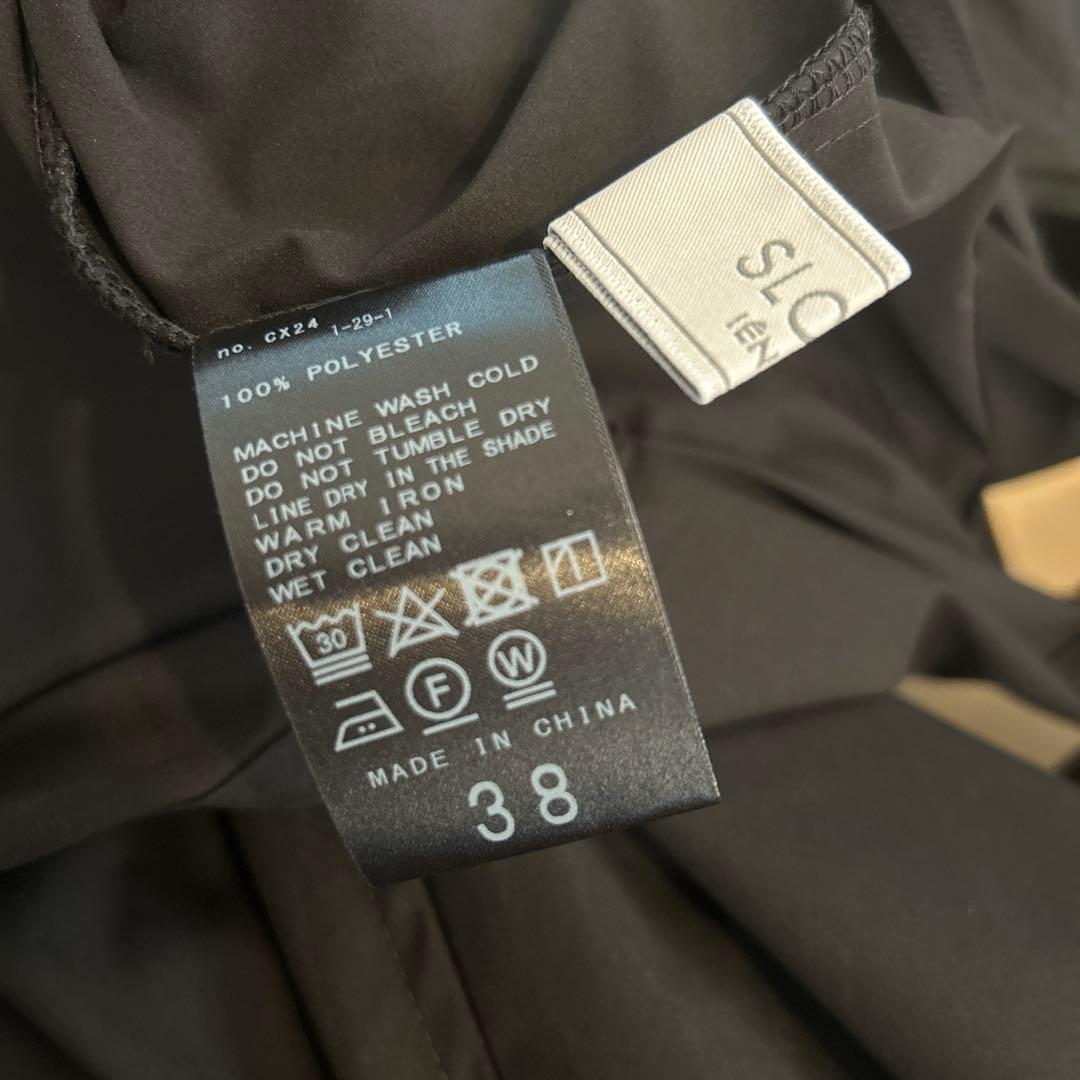 no. CX24 1-29-1
100% POLYESTER
MACHINE WASH COLD
DO NOT BLEACH
DO NOT TUMBLE DRY
LINE DRY IN THE SHADE
WARM IRON
DRY CLEAN
WET CLEAN
30
F
W
MADE IN CHINA
38
SLO
IÉN